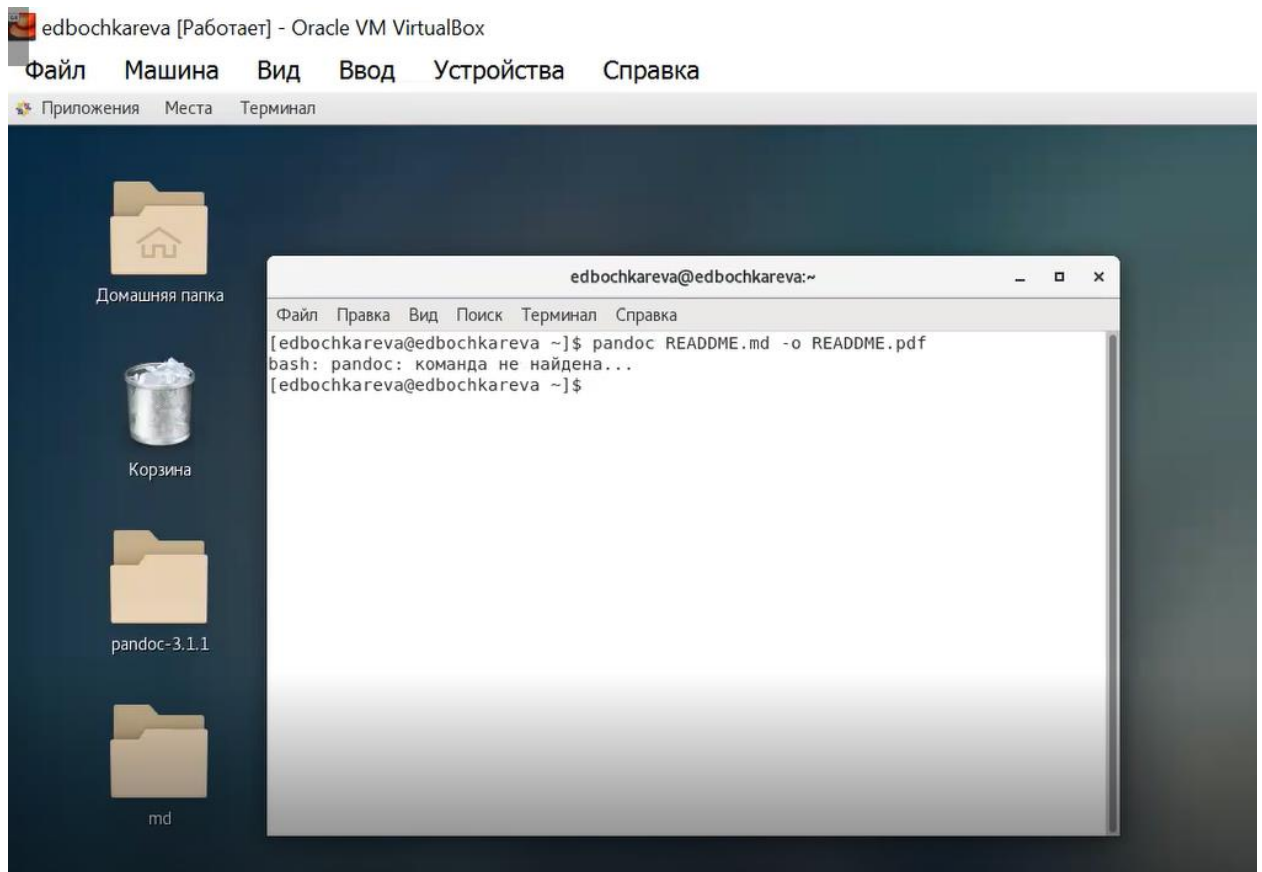 edbochkareva [Работает] - Oracle VM VirtualBox
Файл Машина Вид Ввод Устройства Справка
Приложения Места Терминал
Домашняя папка
Корзина
pandoc-3.1.1
md
edbochkareva@edbochkareva:~
Файл Правка Вид Поиск Терминал Справка
[edbochkareva@edbochkareva ~]$ pandoc READDME.md -o READDME.pdf
bash: pandoc: команда не найдена...
[edbochkareva@edbochkareva ~]$